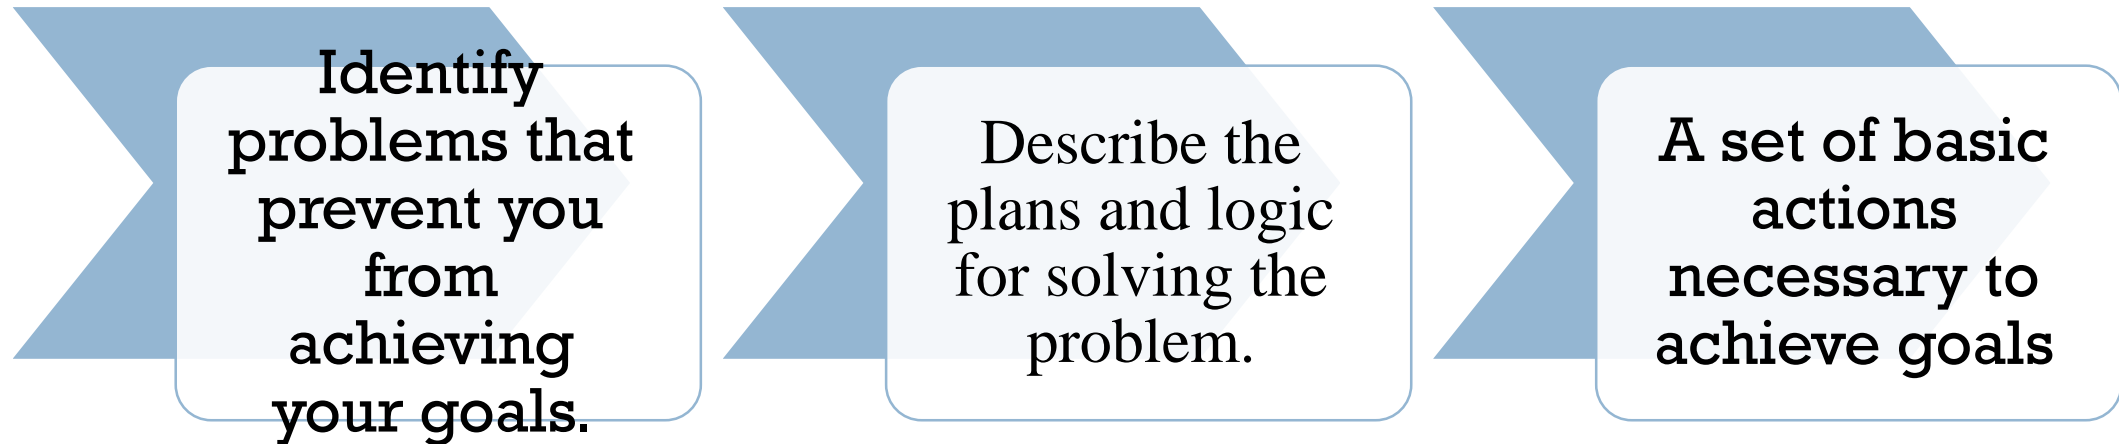 Identify
problems that
prevent you
from
achieving
your goals.
Describe the
plans and logic
for solving the
problem.
A set of basic
actions
necessary to
achieve goals